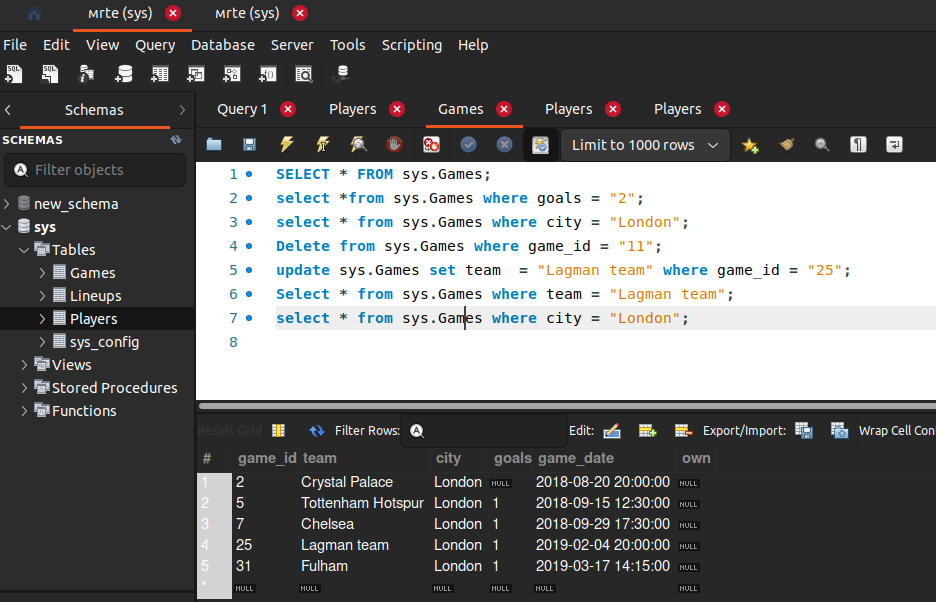 мrte (sys) мrte (sys)
File Edit View Query Database Server Tools Scripting Help
Schemas
Query 1 Players Games Players Players
SCHEMAS
Filter objects
new_schema
sys
Tables
Games
Lineups
Players
sys_config
Views
Stored Procedures
Functions
Limit to 1000 rows
1 SELECT * FROM sys.Games;
2 select *from sys.Games where goals = "2";
3 select * from sys.Games where city = "London";
4 Delete from sys.Games where game_id = "11";
5 update sys.Games set team  = "Lagman team" where game_id = "25";
6 Select * from sys.Games where team = "Lagman team";
7 select * from sys.Games where city = "London";
8
Result Grid Filter Rows: Edit: Export/Import: Wrap Cell Con
# game_id team city goals game_date own
1 2 Crystal Palace London NULL 2018-08-20 20:00:00 NULL
2 5 Tottenham Hotspur London 1 2018-09-15 12:30:00 NULL
3 7 Chelsea London 1 2018-09-29 17:30:00 NULL
4 25 Lagman team London 1 2019-02-04 20:00:00 NULL
5 31 Fulham London 1 2019-03-17 14:15:00 NULL
* NULL NULL NULL NULL NULL NULL